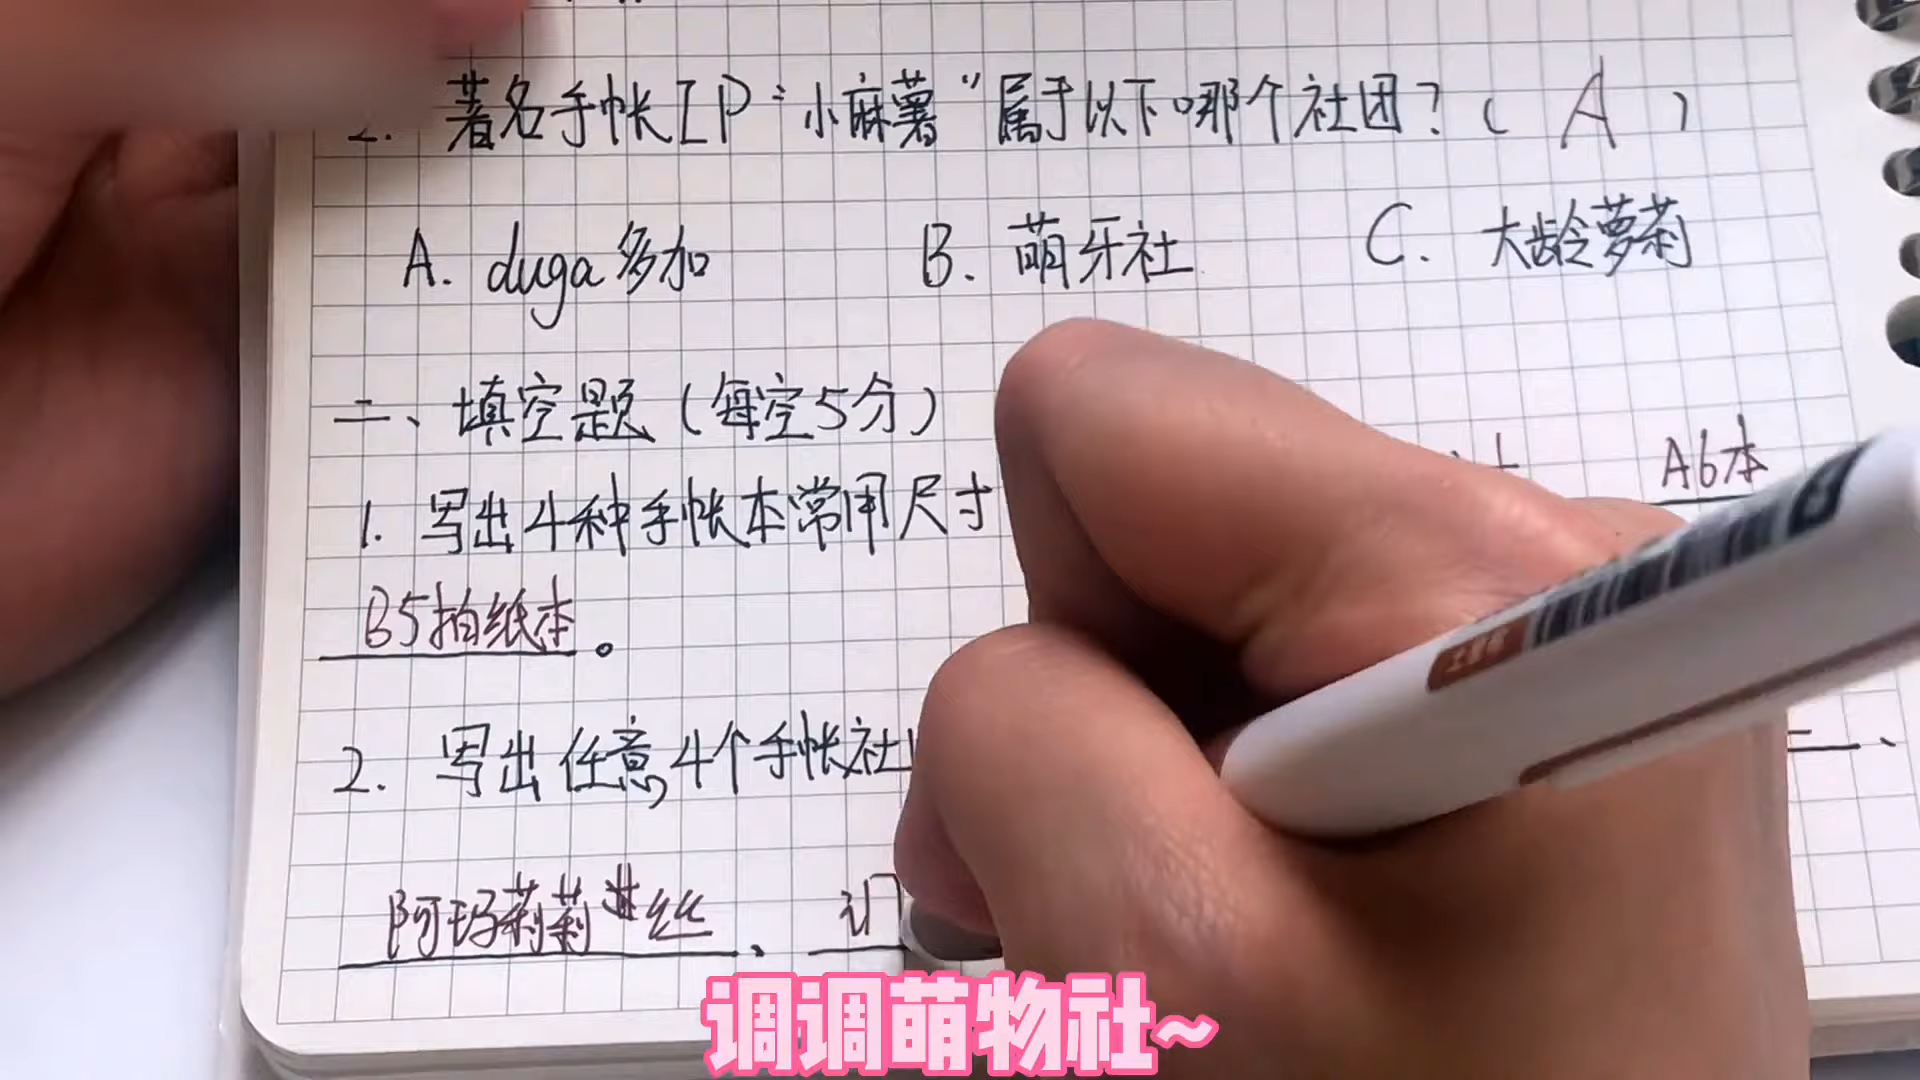 2. 著名手帐IP“小麻薯”属于以下哪个社团?( A )
A. duga多加 B. 萌牙社 C. 大龄萝莉
二、填空题(每空5分)
1. 写出4种手帐本常用尺寸 A6本
B5拍纸本。
2. 写出任意4个手帐社
阿玛莉莉丝、
调调萌物社~